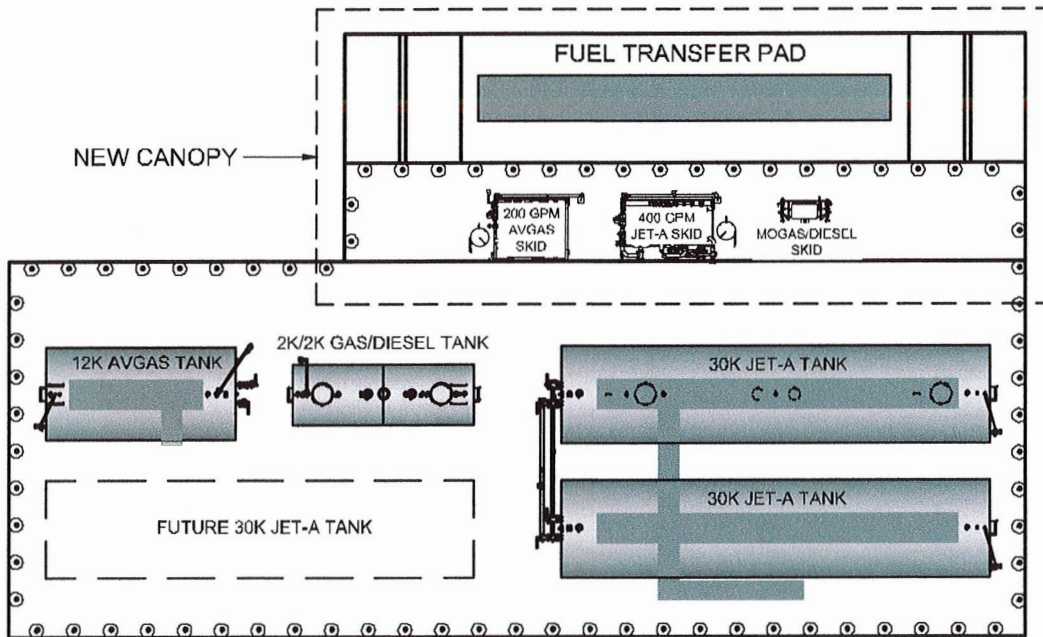 FUEL TRANSFER PAD
NEW CANOPY
200 GPM
AVGAS
SKID
400 GPM
JET-A SKID
MOGAS/DIESEL
SKID
12K AVGAS TANK
2K/2K GAS/DIESEL TANK
30K JET-A TANK
FUTURE 30K JET-A TANK
30K JET-A TANK